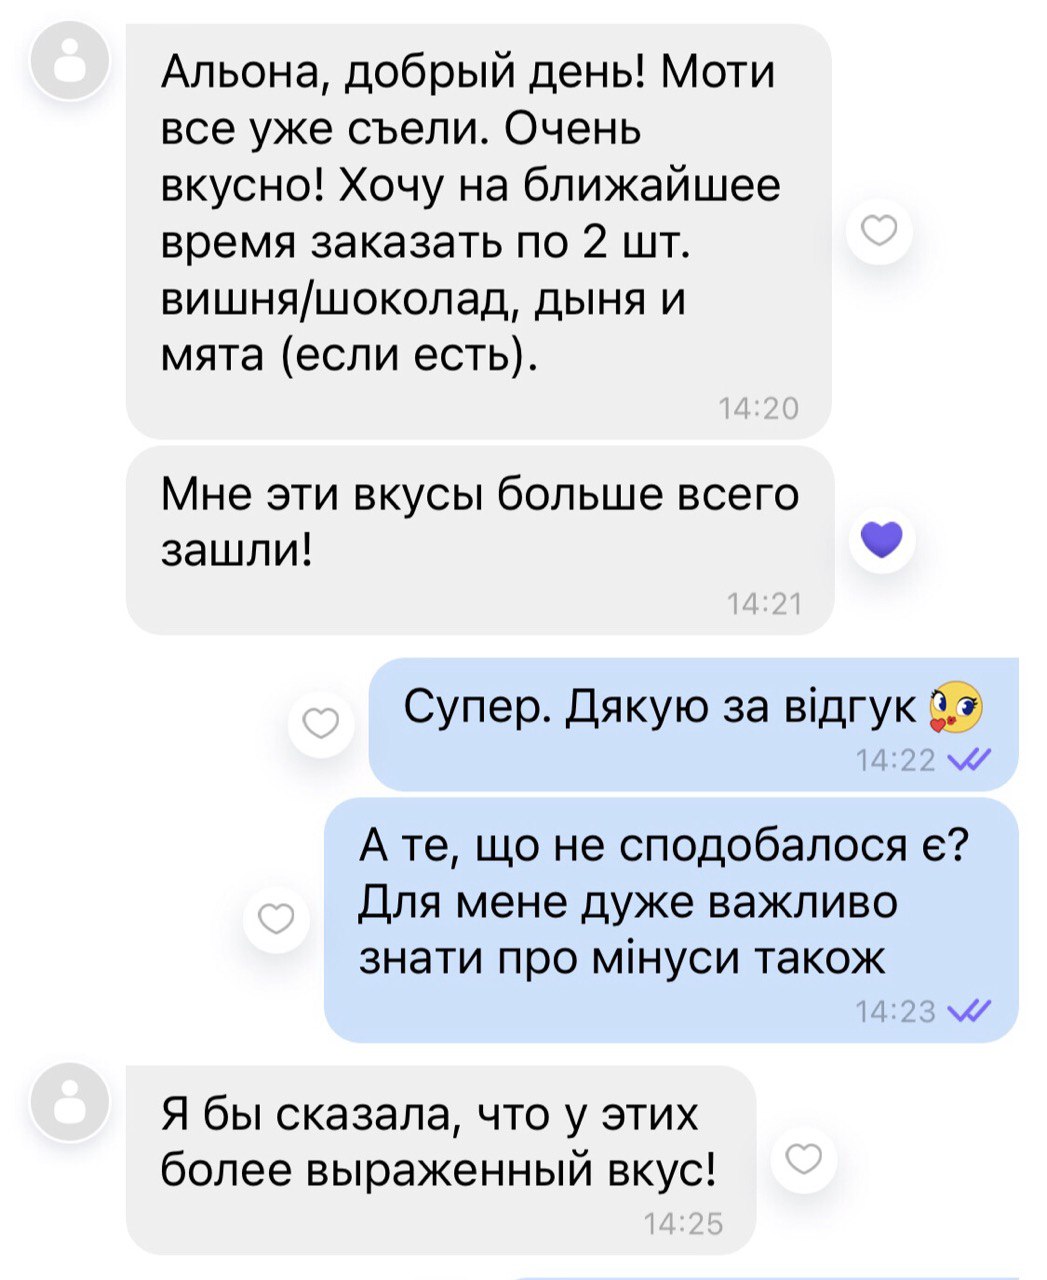 Альона, добрый день! Моти
все уже съели. Очень
вкусно! Хочу на ближайшее
время заказать по 2 шт.
вишня/шоколад, дыня и
мята (если есть).
14:20
Мне эти вкусы больше всего
зашли!
14:21
Супер. Дякую за відгук
14:22
А те, що не сподобалося є?
Для мене дуже важливо
знати про мінуси також
14:23
Я бы сказала, что у этих
более выраженный вкус!
14:25